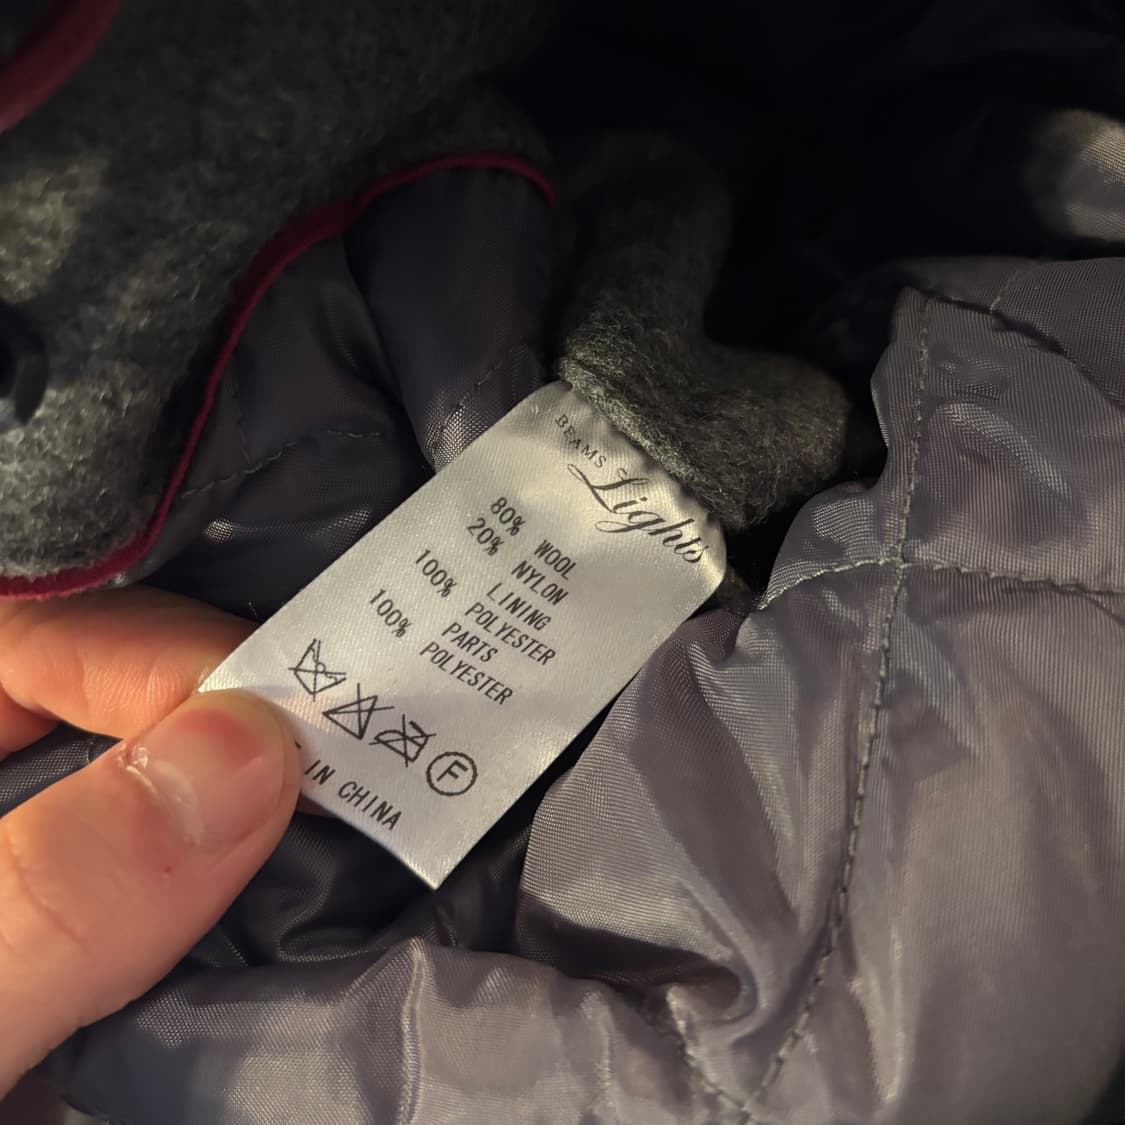 BEAMS Lights
80% WOOL
20% NYLON
LINING
100% POLYESTER
PARTS
100% POLYESTER
F
IN CHINA